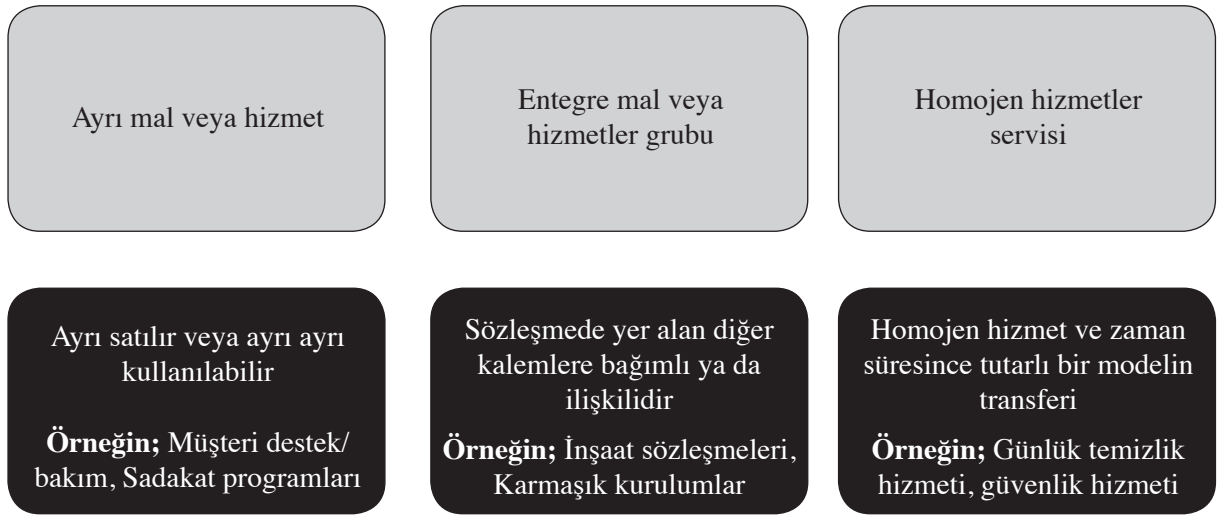 Ayrı mal veya hizmet
Entegre mal veya
hizmetler grubu
Homojen hizmetler
servisi
Ayrı satılır veya ayrı ayrı
kullanılabilir
Örneğin; Müşteri destek/
bakım, Sadakat programları
Sözleşmede yer alan diğer
kalemlere bağımlı ya da
ilişkilidir
Örneğin; İnşaat sözleşmeleri,
Karmaşık kurulumlar
Homojen hizmet ve zaman
süresince tutarlı bir modelin
transferi
Örneğin; Günlük temizlik
hizmeti, güvenlik hizmeti